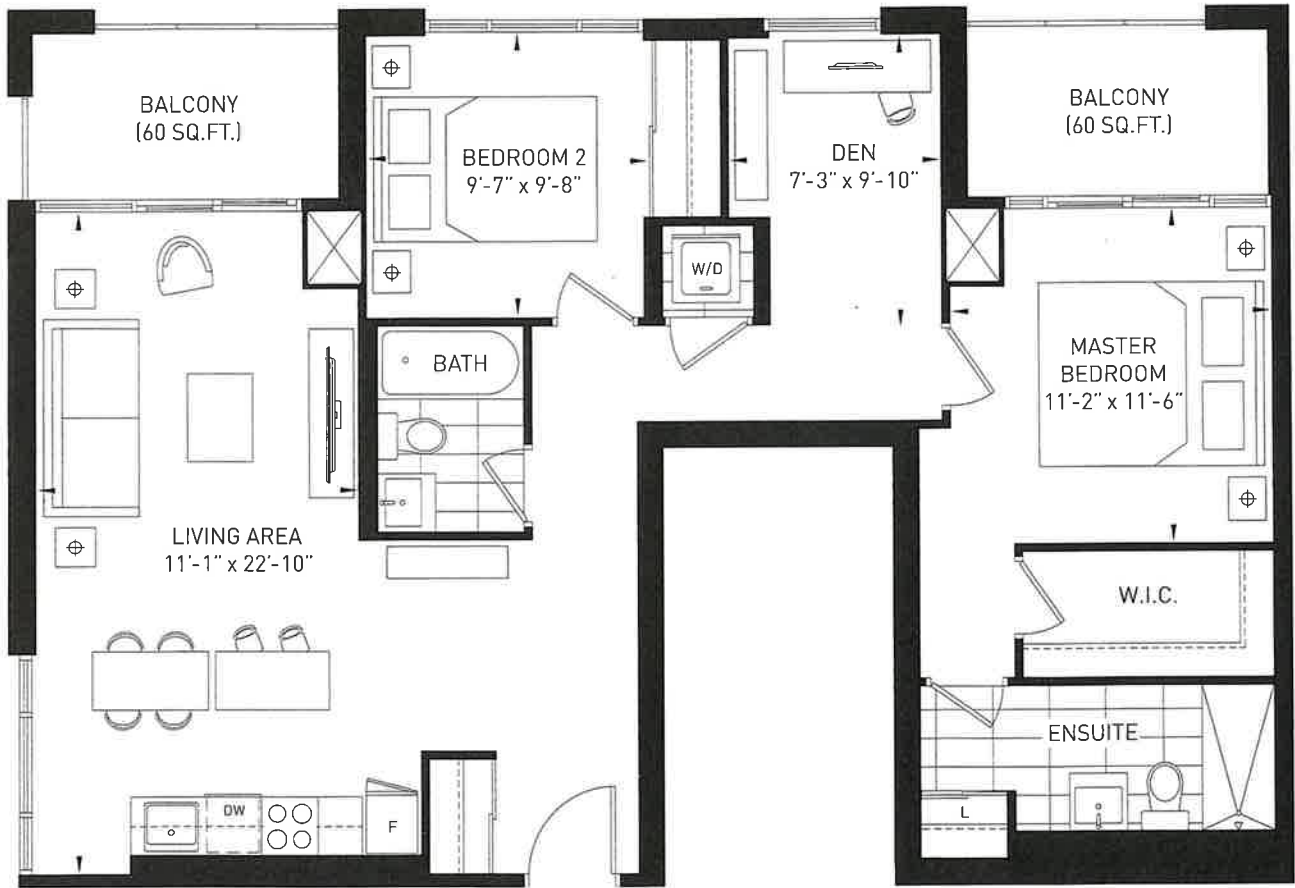 BALCONY
(60 SQ.FT.)
BEDROOM 2
9'-7" x 9'-8"
DEN
7'-3" x 9'-10"
BALCONY
(60 SQ.FT.)
W/D
BATH
MASTER
BEDROOM
11'-2" x 11'-6"
LIVING AREA
11'-1" x 22'-10"
W.I.C.
ENSUITE
DW
F
L